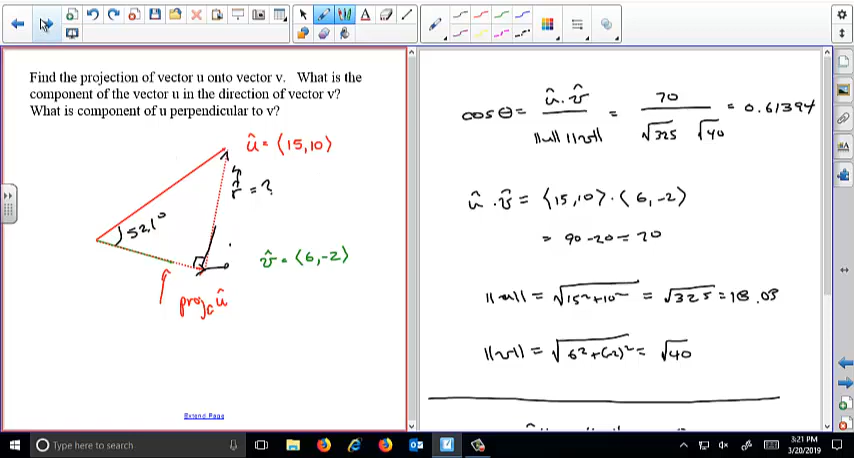 Find the projection of vector u onto vector v. What is the
component of the vector u in the direction of vector v?
What is component of u perpendicular to v?
û = ⟨15,10⟩
= ?
52.1°
v̂ = ⟨6,-2⟩
proj û
Extend Page
cos θ = û · v̂ / ||u|| ||v|| = 70 / √325 √40 = 0.61394
û · v̂ = ⟨15,10⟩ · ⟨6,-2⟩
= 90-20 = 70
||u|| = √15²+10² = √325 = 18.03
||v|| = √6²+(-2)² = √40
Type here to search
3:21 PM
3/20/2019